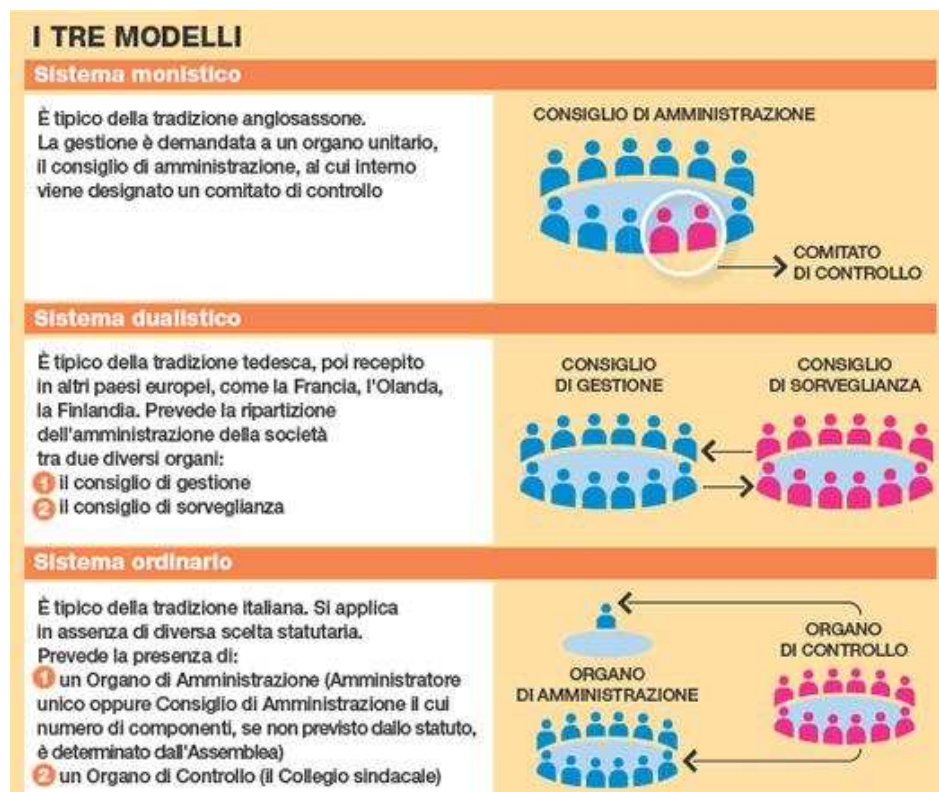 I TRE MODELLI
Sistema monistico
È tipico della tradizione anglosassone.
La gestione è demandata a un organo unitario,
il consiglio di amministrazione, al cui interno
viene designato un comitato di controllo
CONSIGLIO DI AMMINISTRAZIONE
COMITATO
DI CONTROLLO
Sistema dualistico
È tipico della tradizione tedesca, poi recepito
in altri paesi europei, come la Francia, l'Olanda,
la Finlandia. Prevede la ripartizione
dell'amministrazione della società
tra due diversi organi:
1 il consiglio di gestione
2 il consiglio di sorveglianza
CONSIGLIO
DI GESTIONE
CONSIGLIO
DI SORVEGLIANZA
Sistema ordinario
È tipico della tradizione italiana. Si applica
in assenza di diversa scelta statutaria.
Prevede la presenza di:
1 un Organo di Amministrazione (Amministratore
unico oppure Consiglio di Amministrazione il cui
numero di componenti, se non previsto dallo statuto,
è determinato dall'Assemblea)
2 un Organo di Controllo (il Collegio sindacale)
ORGANO
DI AMMINISTRAZIONE
ORGANO
DI CONTROLLO